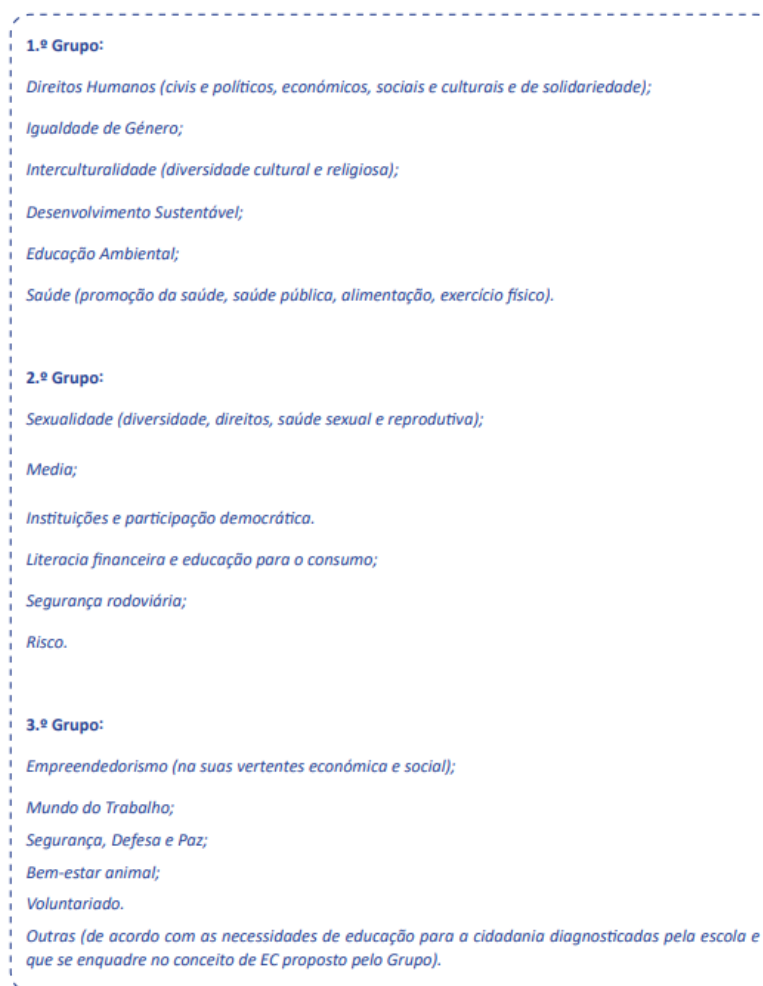 1.º Grupo:
Direitos Humanos (civis e políticos, económicos, sociais e culturais e de solidariedade);
Igualdade de Género;
Interculturalidade (diversidade cultural e religiosa);
Desenvolvimento Sustentável;
Educação Ambiental;
Saúde (promoção da saúde, saúde pública, alimentação, exercício físico).
2.º Grupo:
Sexualidade (diversidade, direitos, saúde sexual e reprodutiva);
Media;
Instituições e participação democrática.
Literacia financeira e educação para o consumo;
Segurança rodoviária;
Risco.
3.º Grupo:
Empreendedorismo (na suas vertentes económica e social);
Mundo do Trabalho;
Segurança, Defesa e Paz;
Bem-estar animal;
Voluntariado.
Outras (de acordo com as necessidades de educação para a cidadania diagnosticadas pela escola e
que se enquadre no conceito de EC proposto pelo Grupo).